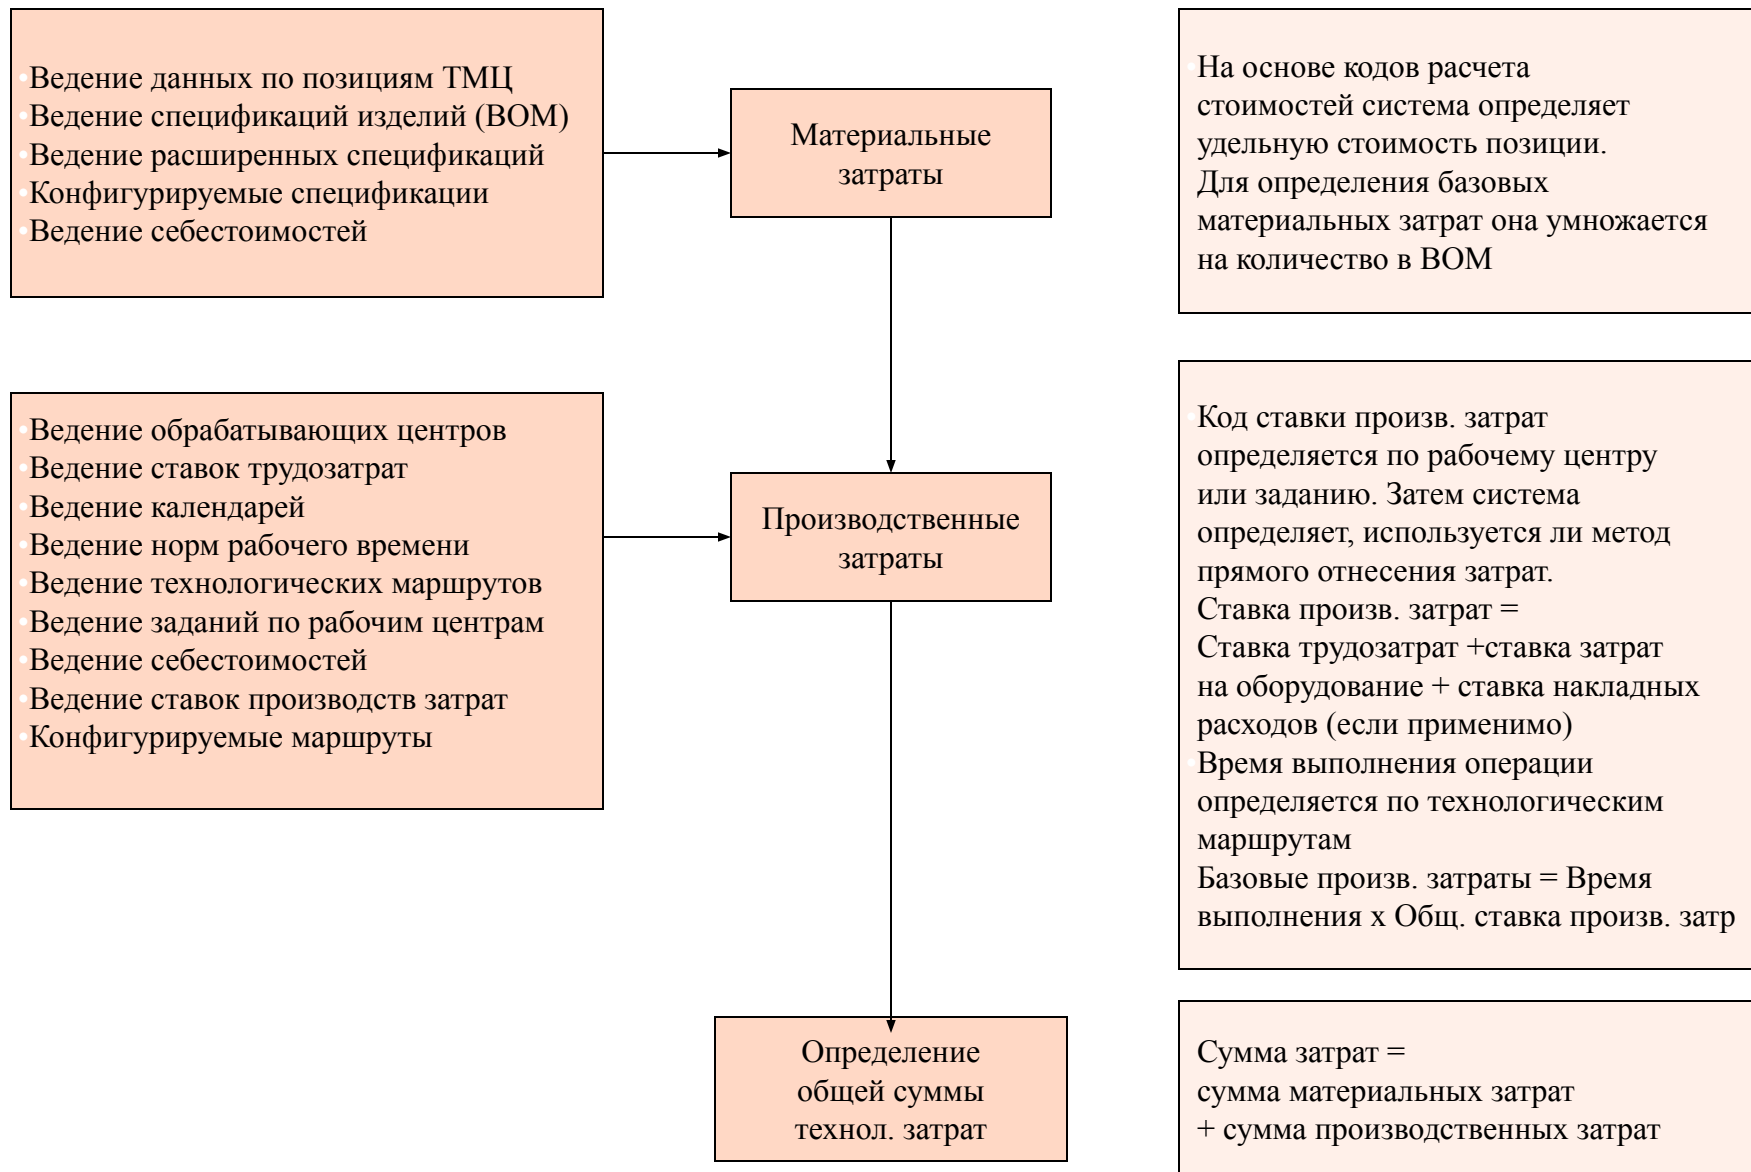 •Ведение данных по позициям ТМЦ
•Ведение спецификаций изделий (BOM)
•Ведение расширенных спецификаций
•Конфигурируемые спецификации
•Ведение себестоимостей
Материальные
затраты
•На основе кодов расчета
стоимостей система определяет
удельную стоимость позиции.
Для определения базовых
материальных затрат она умножается
на количество в BOM
•Ведение обрабатывающих центров
•Ведение ставок трудозатрат
•Ведение календарей
•Ведение норм рабочего времени
•Ведение технологических маршрутов
•Ведение заданий по рабочим центрам
•Ведение себестоимостей
•Ведение ставок производств затрат
•Конфигурируемые маршруты
Производственные
затраты
•Код ставки произв. затрат
определяется по рабочему центру
или заданию. Затем система
определяет, используется ли метод
прямого отнесения затрат.
Ставка произв. затрат =
Ставка трудозатрат +ставка затрат
на оборудование + ставка накладных
расходов (если применимо)
•Время выполнения операции
определяется по технологическим
маршрутам
Базовые произв. затраты = Время
выполнения x Общ. ставка произв. затр
Определение
общей суммы
технол. затрат
Сумма затрат =
сумма материальных затрат
+ сумма производственных затрат